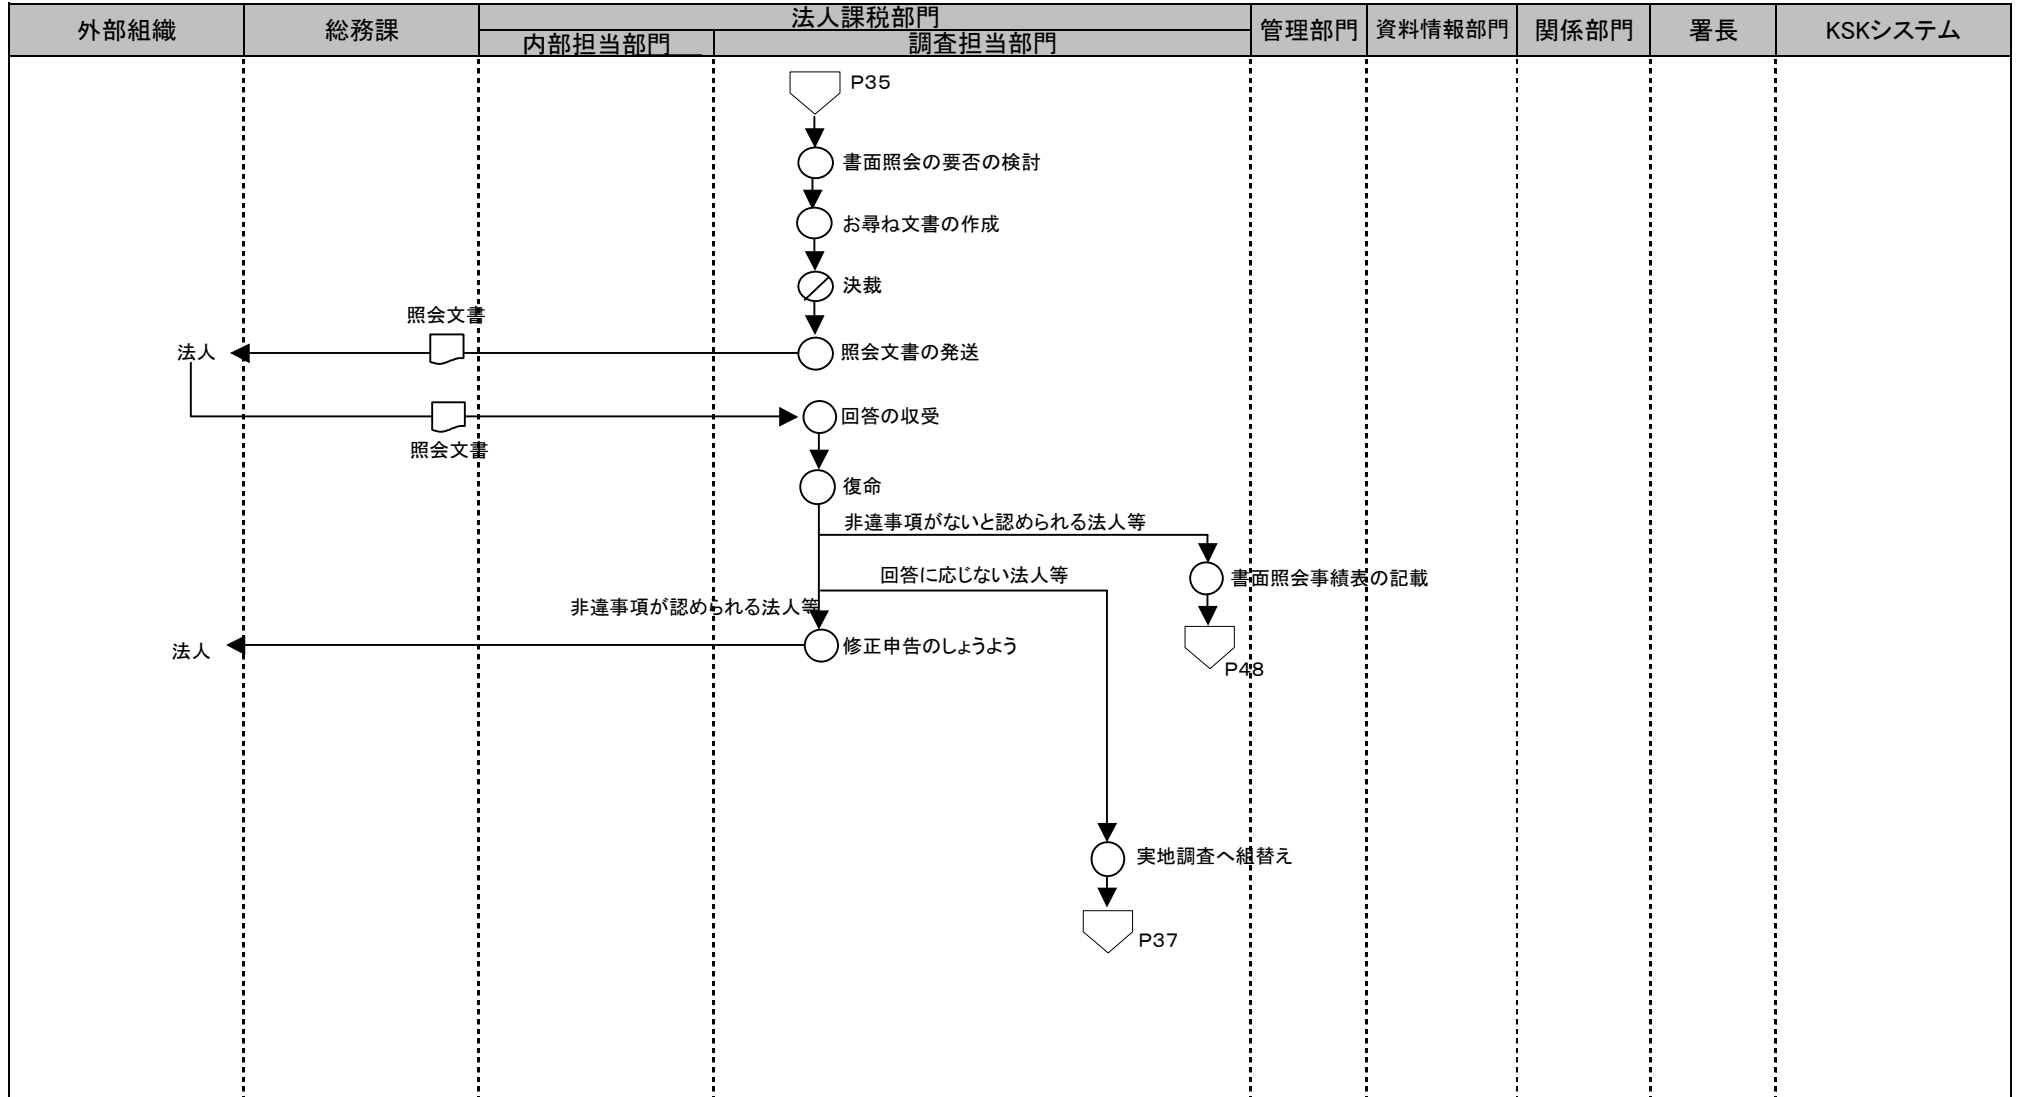 外部組織
総務課
法人課税部門
内部担当部門
調査担当部門
管理部門
資料情報部門
関係部門
署長
KSKシステム
P35
書面照会の要否の検討
お尋ね文書の作成
決裁
照会文書
法人
照会文書の発送
回答の収受
照会文書
復命
非違事項がないと認められる法人等
回答に応じない法人等
書面照会事績表の記載
非違事項が認められる法人等
法人
修正申告のしょうよう
P48
実地調査へ組替え
P37